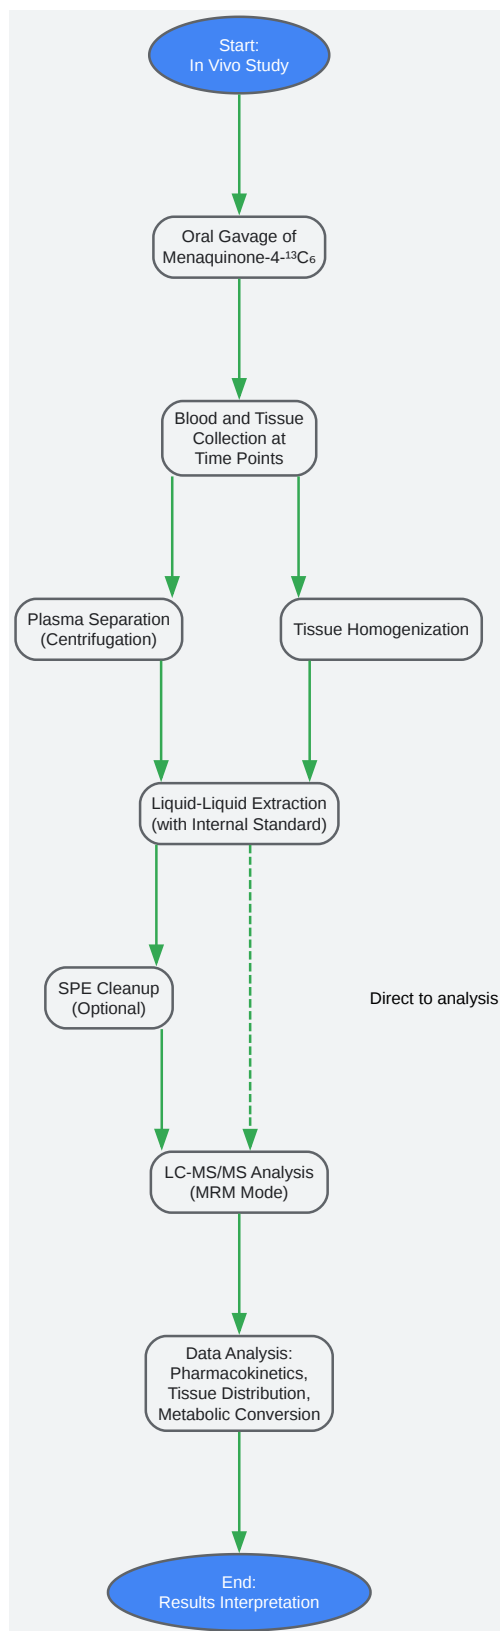 Start:
In Vivo Study
Oral Gavage of
Menaquinone-4-¹³C₆
Blood and Tissue
Collection at
Time Points
Plasma Separation
(Centrifugation)
Tissue Homogenization
Liquid-Liquid Extraction
(with Internal Standard)
SPE Cleanup
(Optional)
Direct to analysis
LC-MS/MS Analysis
(MRM Mode)
Data Analysis:
Pharmacokinetics,
Tissue Distribution,
Metabolic Conversion
End:
Results Interpretation